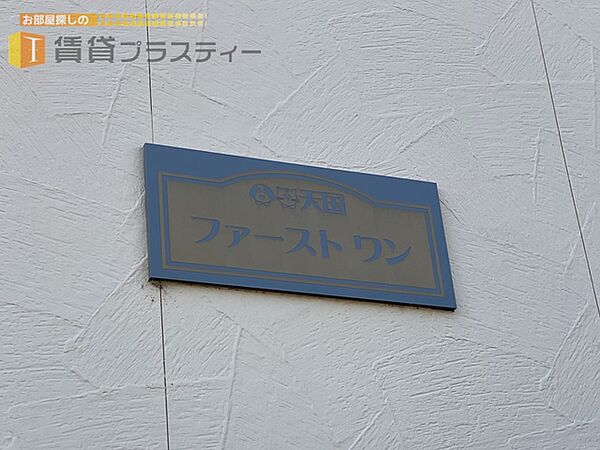 お部屋探しの
賃貸プラスティー
天国
ファースト ワン